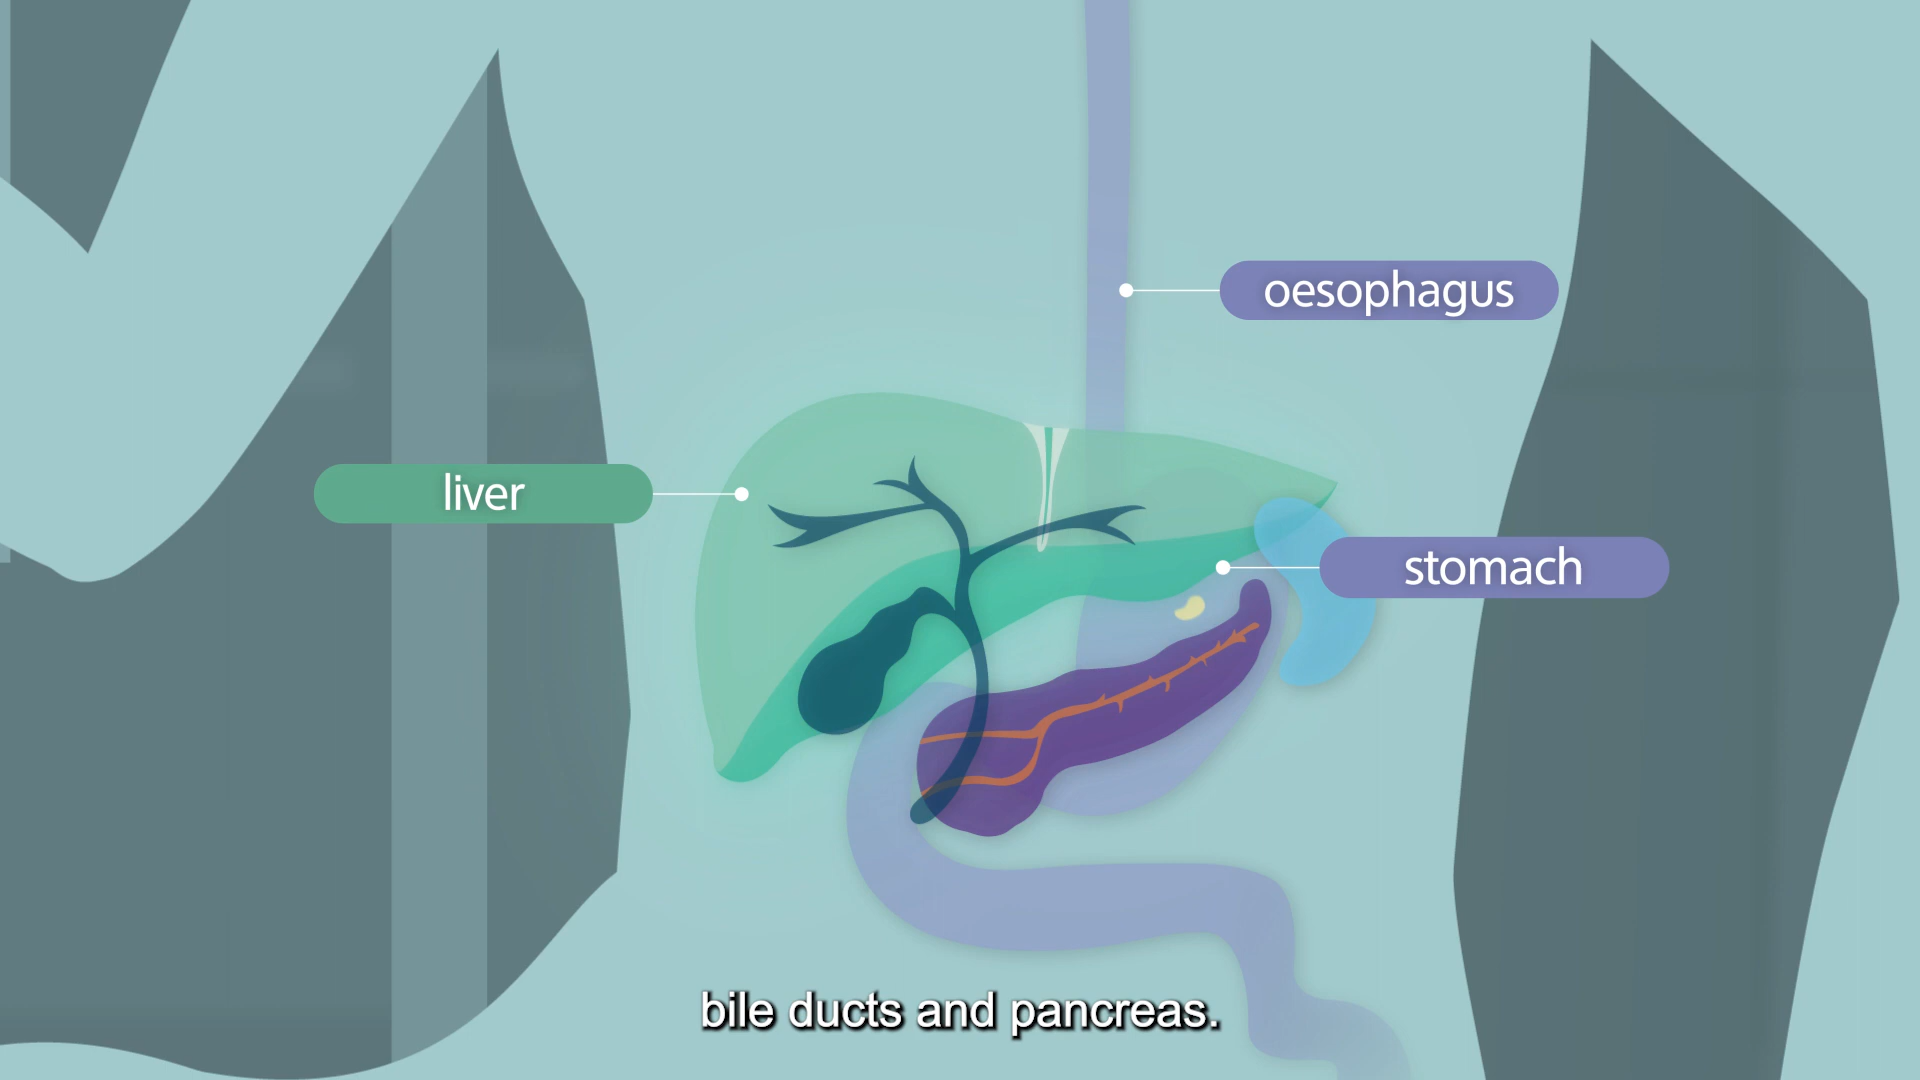 oesophagus
liver
stomach
bile ducts and pancreas.